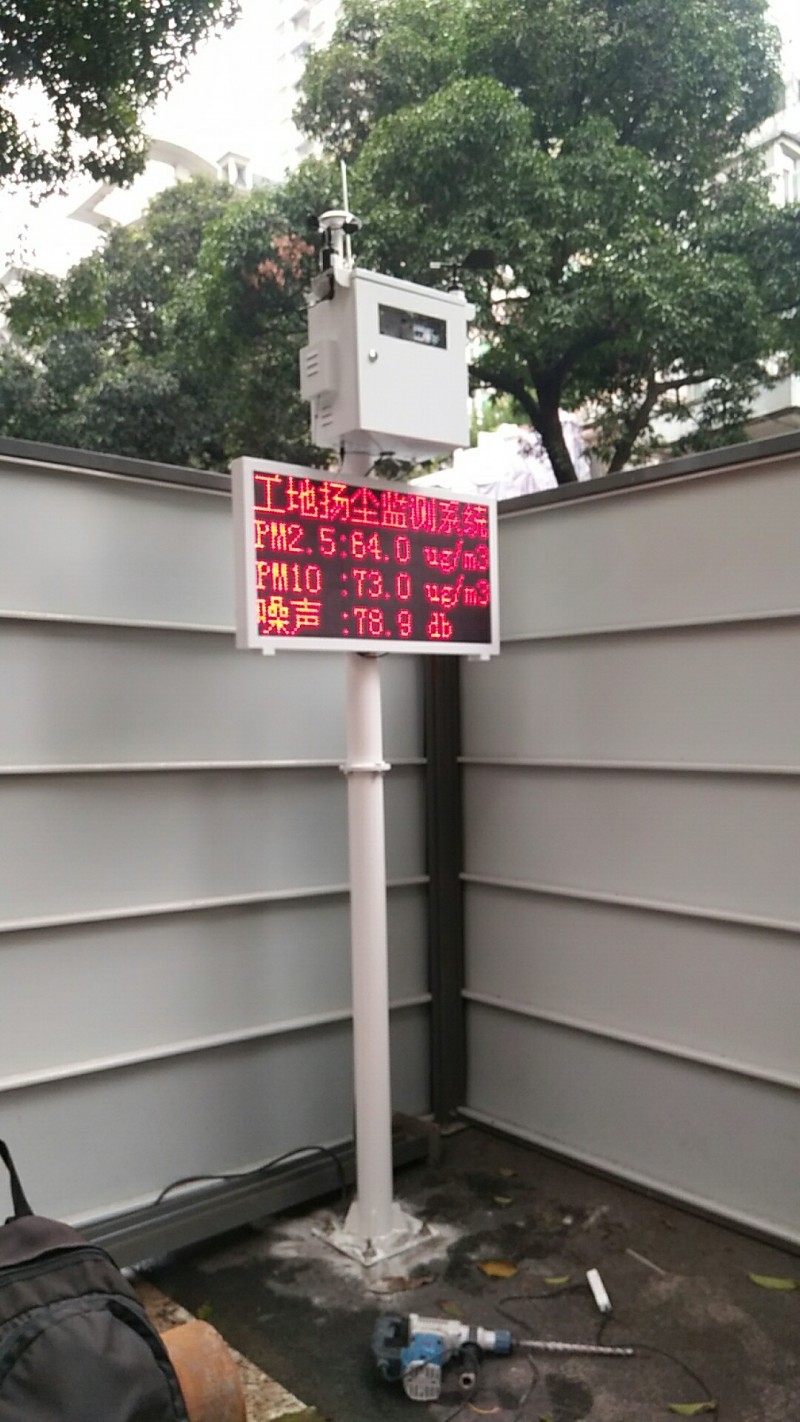 工地扬尘监测系统
PM2.5:64.0 ug/m3
PM10 :73.0 ug/m3
噪声 :78.9 db